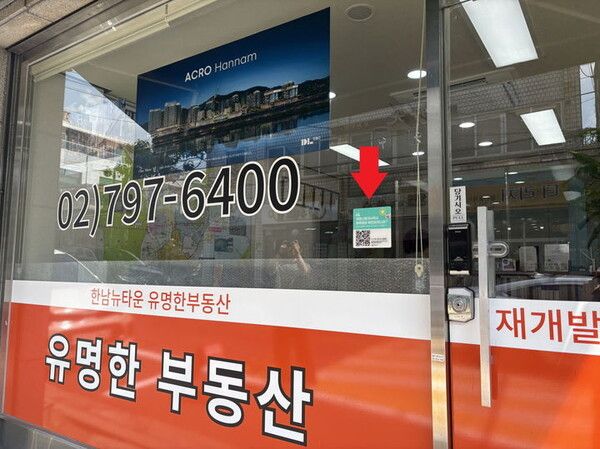 ACRO Hannam
DL
02)797-6400
당기시오
한남뉴타운 유명한부동산
재개발
유명한 부동산